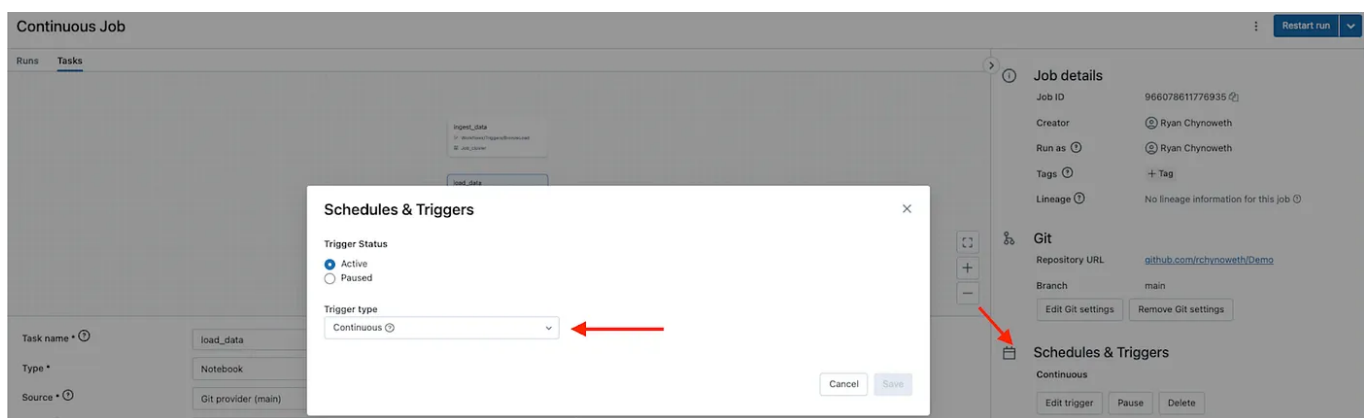 Continuous Job
Restart run
Runs Tasks
ingest_data
Job_cluster
load_data
Schedules & Triggers
Trigger Status
Active
Paused
Trigger type
Continuous
Cancel Save
Task name *
load_data
Type *
Notebook
Source *
Git provider (main)
Job details
Job ID 966078611776935
Creator Ryan Chynoweth
Run as Ryan Chynoweth
Tags + Tag
Lineage No lineage information for this job
Git
Repository URL github.com/rchynoweth/Demo
Branch main
Edit Git settings Remove Git settings
Schedules & Triggers
Continuous
Edit trigger Pause Delete